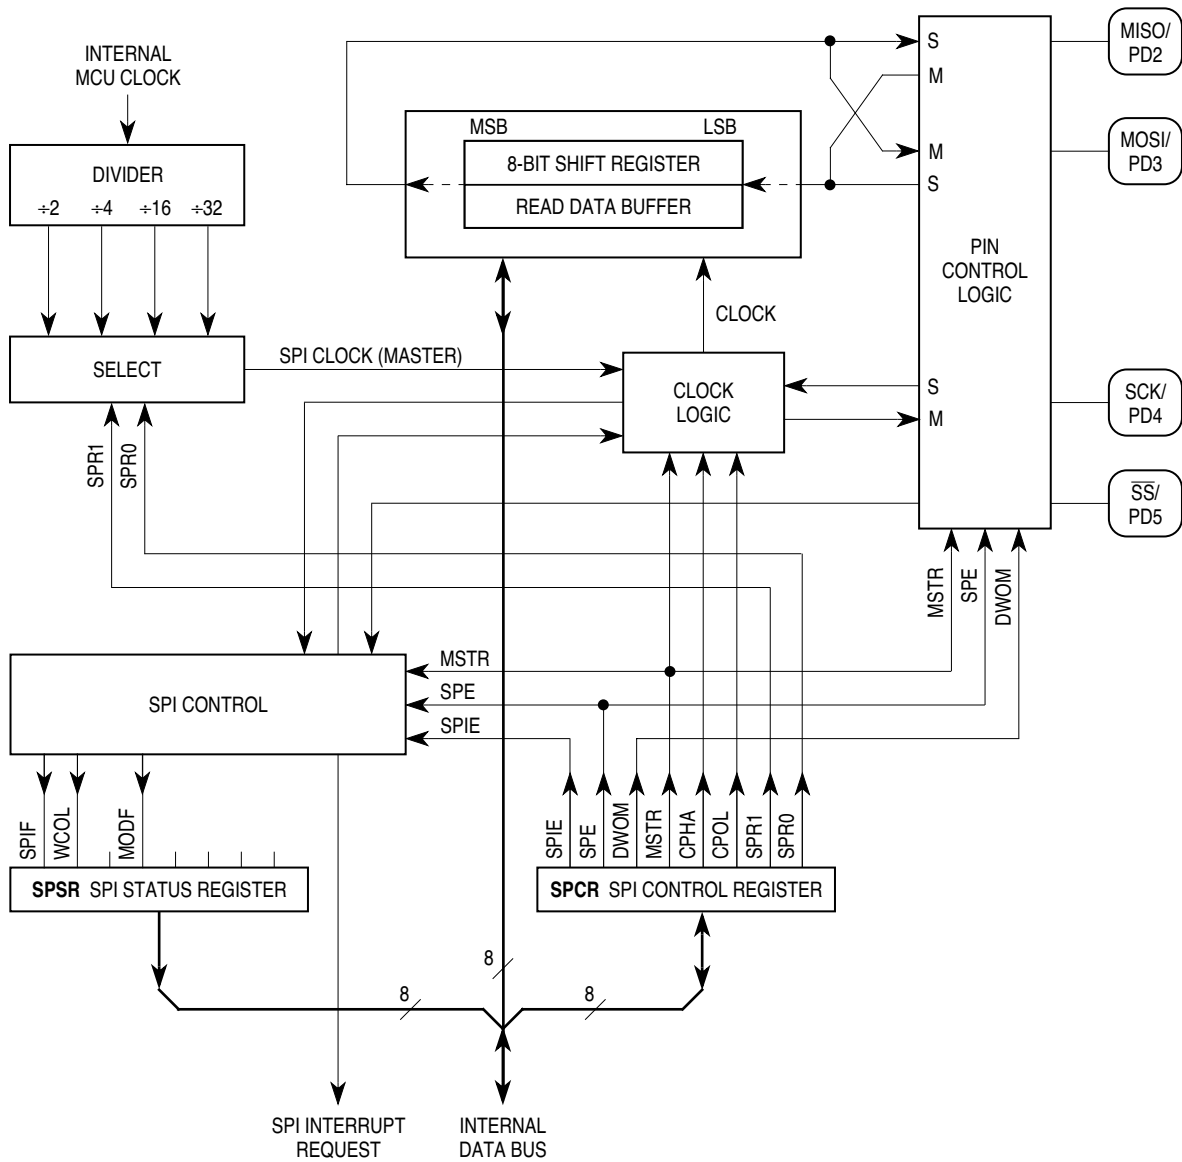 INTERNAL
MCU CLOCK
DIVIDER
÷2 ÷4 ÷16 ÷32
SELECT
SPR1
SPR0
SPI CLOCK (MASTER)
MSB LSB
8-BIT SHIFT REGISTER
READ DATA BUFFER
CLOCK
CLOCK
LOGIC
S
M
M
S
PIN
CONTROL
LOGIC
S
M
MISO/
PD2
MOSI/
PD3
SCK/
PD4
SS/
PD5
MSTR
SPE
DWOM
SPI CONTROL
MSTR
SPE
SPIE
SPIF
WCOL
MODF
SPSR SPI STATUS REGISTER
SPIE
SPE
DWOM
MSTR
CPHA
CPOL
SPR1
SPR0
SPCR SPI CONTROL REGISTER
8
8
8
SPI INTERRUPT
REQUEST
INTERNAL
DATA BUS